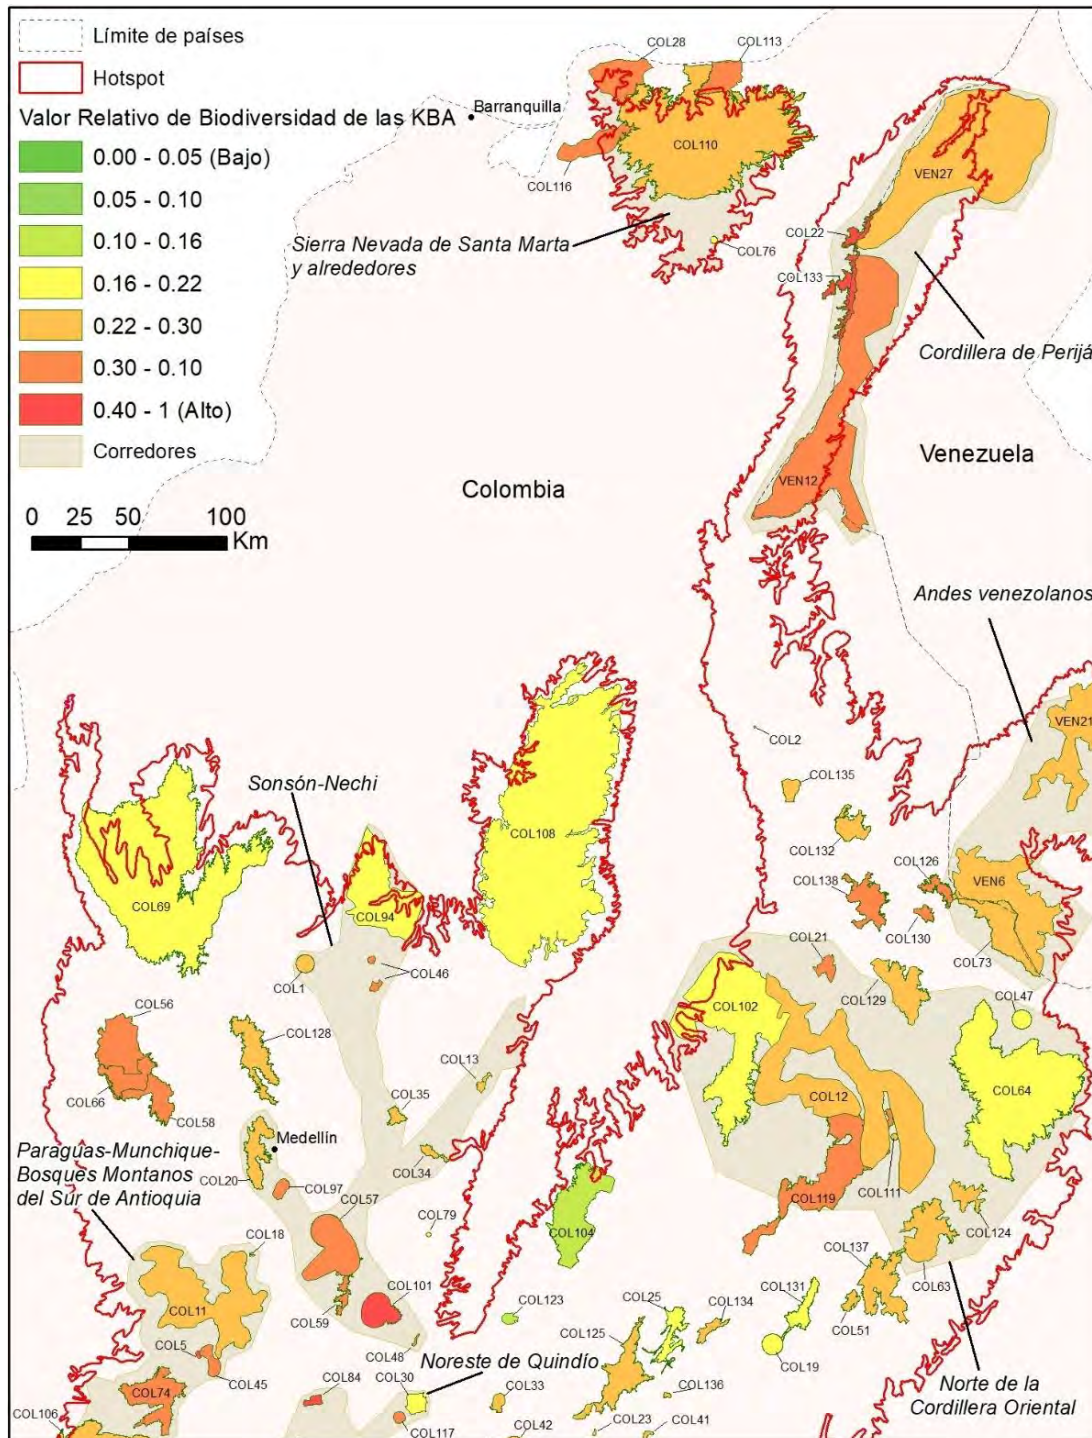 Límite de países
Hotspot
Valor Relativo de Biodiversidad de las KBA
0.00 - 0.05 (Bajo)
0.05 - 0.10
0.10 - 0.16
0.16 - 0.22
0.22 - 0.30
0.30 - 0.10
0.40 - 1 (Alto)
Corredores
0 25 50 100
Km
COL28
COL113
Barranquilla
COL110
COL116
VEN27
COL22
Sierra Nevada de Santa Marta
y alrededores
COL76
COL133
Cordillera de Perijá
Colombia
Venezuela
VEN12
Andes venezolanos
COL2
VEN21
COL135
Sonsón-Nechi
COL108
COL132
COL126
COL138
VEN6
COL69
COL94
COL130
COL21
COL73
COL1
COL46
COL129
COL47
COL102
COL56
COL128
COL13
COL64
COL66
COL35
COL12
COL58
Medellín
Paraguas-Munchique-
Bosques Montanos
del Sur de Antioquia
COL34
COL20
COL97
COL57
COL119
COL111
COL79
COL104
COL124
COL18
COL137
COL63
COL11
COL101
COL131
COL123
COL25
COL134
COL59
COL51
COL5
COL125
COL48
COL19
Noreste de Quindío
COL45
COL74
COL84
COL30
COL33
COL136
Norte de la
Cordillera Oriental
COL106
COL117
COL42
COL23
COL41